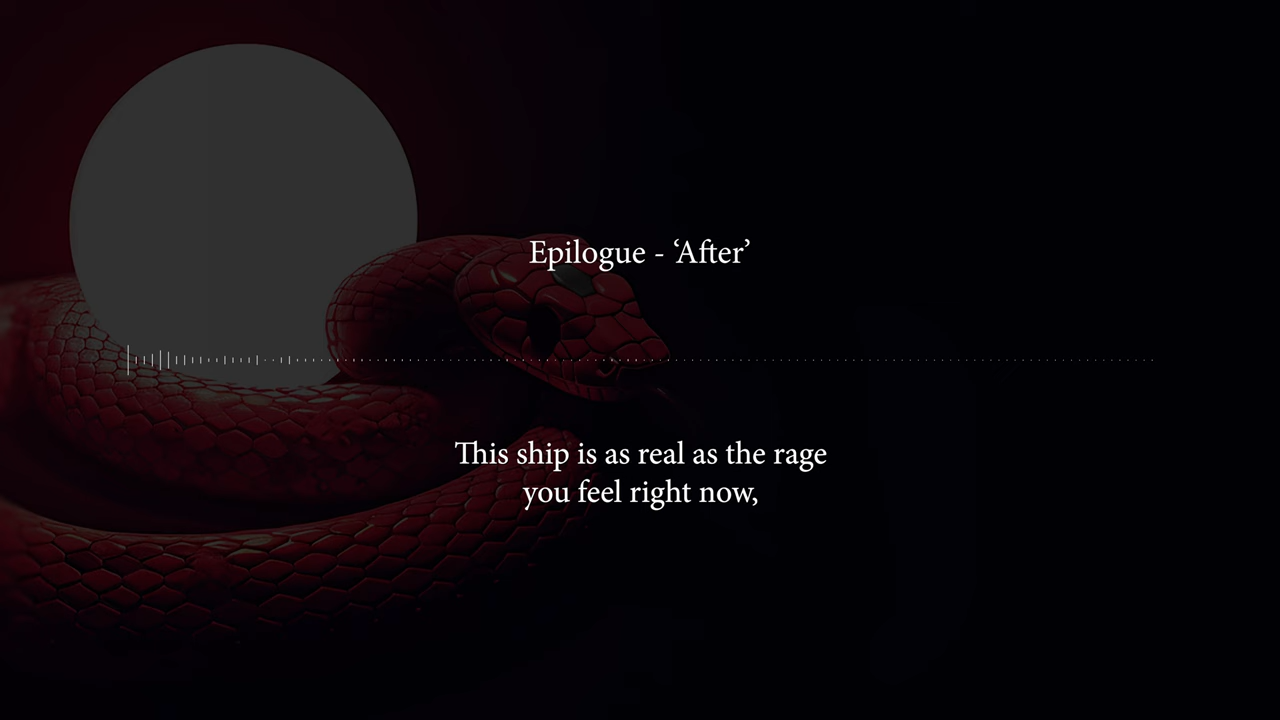 Epilogue - ‘After’
This ship is as real as the rage
you feel right now,